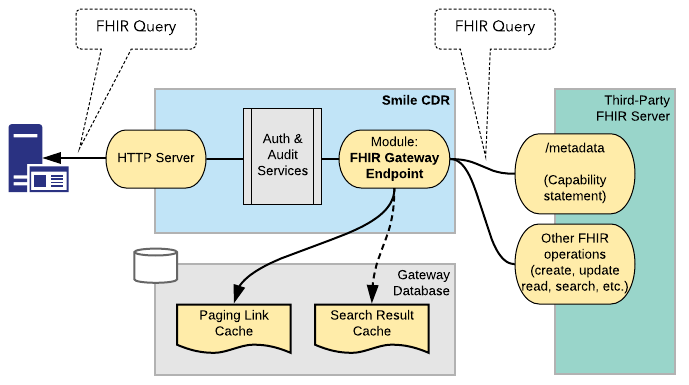 FHIR Query
FHIR Query
Smile CDR
Third-Party
FHIR Server
HTTP Server
Auth &
Audit
Services
Module:
FHIR Gateway
Endpoint
/metadata
(Capability
statement)
Other FHIR
operations
(create, update
read, search, etc.)
Gateway
Database
Paging Link
Cache
Search Result
Cache